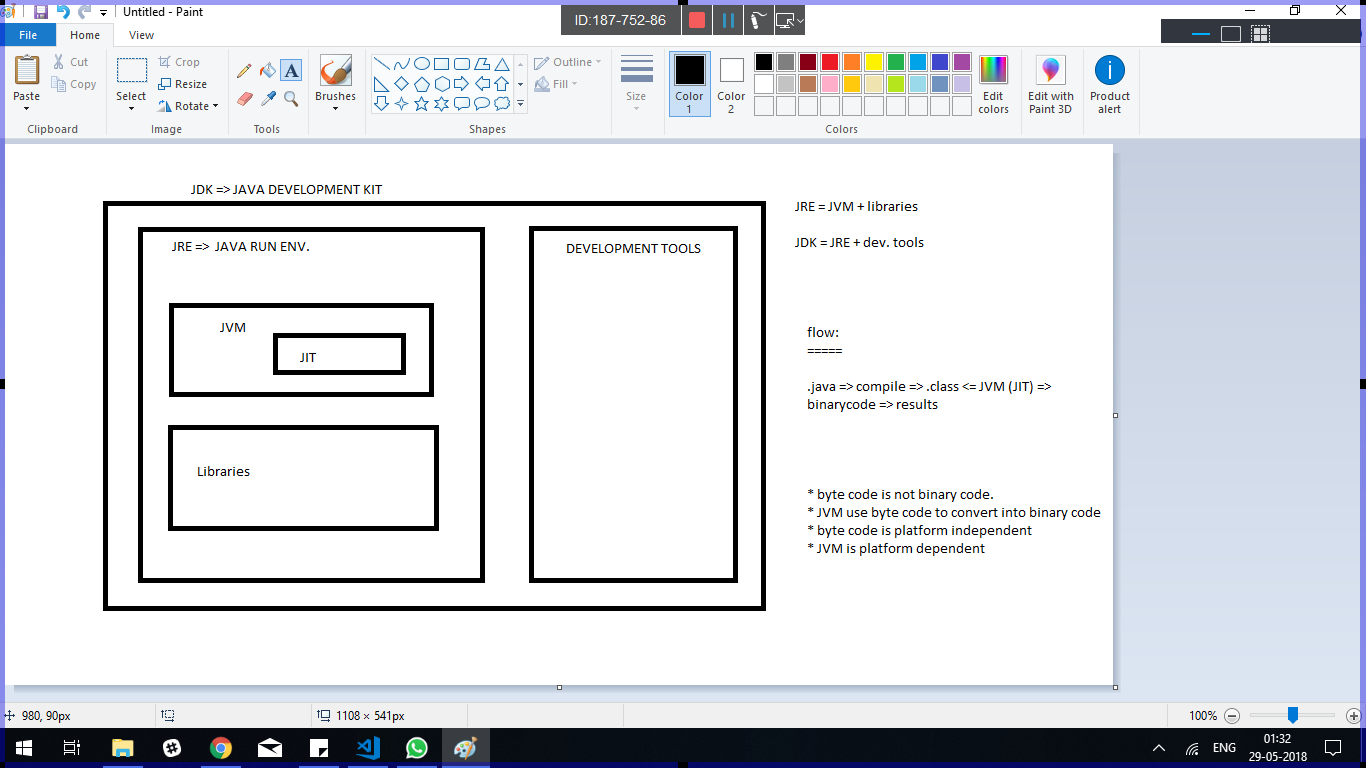 Untitled - Paint
ID:187-752-86
File
Home
View
Paste
Cut
Copy
Clipboard
Select
Crop
Resize
Rotate
Image
A
Tools
Brushes
Outline
Fill
Shapes
Size
Color
1
Color
2
Colors
Edit
colors
Edit with
Paint 3D
Product
alert
JDK => JAVA DEVELOPMENT KIT
JRE => JAVA RUN ENV.
JVM
JIT
Libraries
DEVELOPMENT TOOLS
JRE = JVM + libraries
JDK = JRE + dev. tools
flow:
=====
.java => compile => .class <= JVM (JIT) =>
binarycode => results
* byte code is not binary code.
* JVM use byte code to convert into binary code
* byte code is platform independent
* JVM is platform dependent
980, 90px
1108 × 541px
100%
ENG
01:32
29-05-2018